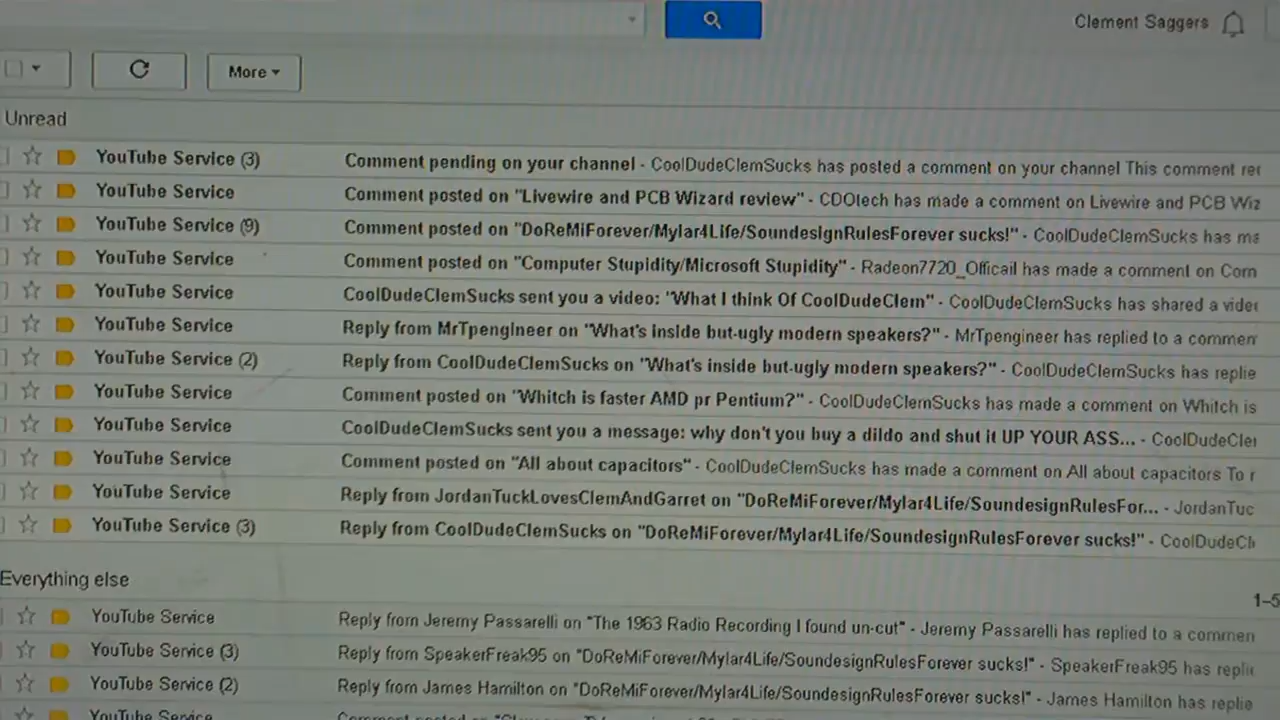 Clement Saggers
More
Unread
YouTube Service (3) Comment pending on your channel - CoolDudeClemSucks has posted a comment on your channel This comment
YouTube Service Comment posted on "Livewire and PCB Wizard review" - CDOtech has made a comment on Livewire and PCB Wiz
YouTube Service (9) Comment posted on "DoReMiForever/Mylar4Life/SoundesignRulesForever sucks!" - CoolDudeClemSucks has
YouTube Service Comment posted on "Computer Stupidity/Microsoft Stupidity" - Radeon7720_Officail has made a comment on Com
YouTube Service CoolDudeClemSucks sent you a video: "What I think Of CoolDudeClem" - CoolDudeClemSucks has shared a video
YouTube Service Reply from MrTpengineer on "What's inside but-ugly modern speakers?" - MrTpengineer has replied to a commen
YouTube Service (2) Reply from CoolDudeClemSucks on "What's inside but-ugly modern speakers?" - CoolDudeClemSucks has replie
YouTube Service Comment posted on "Whitch is faster AMD pr Pentium?" - CoolDudeClemSucks has made a comment on Whitch is
YouTube Service CoolDudeClemSucks sent you a message: why don't you buy a dildo and shut it UP YOUR ASS... - CoolDudeCler
YouTube Service Comment posted on "All about capacitors" - CoolDudeClemSucks has made a comment on All about capacitors To
YouTube Service Reply from JordanTuckLovesClemAndGarret on "DoReMiForever/Mylar4Life/SoundesignRulesFor... - JordanTuc
YouTube Service (3) Reply from CoolDudeClemSucks on "DoReMiForever/Mylar4Life/SoundesignRulesForever sucks!" - CoolDudeCl
Everything else
1–5
YouTube Service Reply from Jeremy Passarelli on "The 1963 Radio Recording I found un-cut" - Jeremy Passarelli has replied to a commen
YouTube Service (3) Reply from SpeakerFreak95 on "DoReMiForever/Mylar4Life/SoundesignRulesForever sucks!" - SpeakerFreak95 has replie
YouTube Service (2) Reply from James Hamilton on "DoReMiForever/Mylar4Life/SoundesignRulesForever sucks!" - James Hamilton has replie
YouTube Service